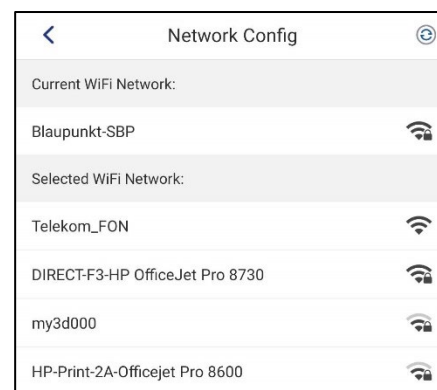 Network Config
Current WiFi Network:
Blaupunkt-SBP
Selected WiFi Network:
Telekom_FON
DIRECT-F3-HP OfficeJet Pro 8730
my3d000
HP-Print-2A-Officejet Pro 8600